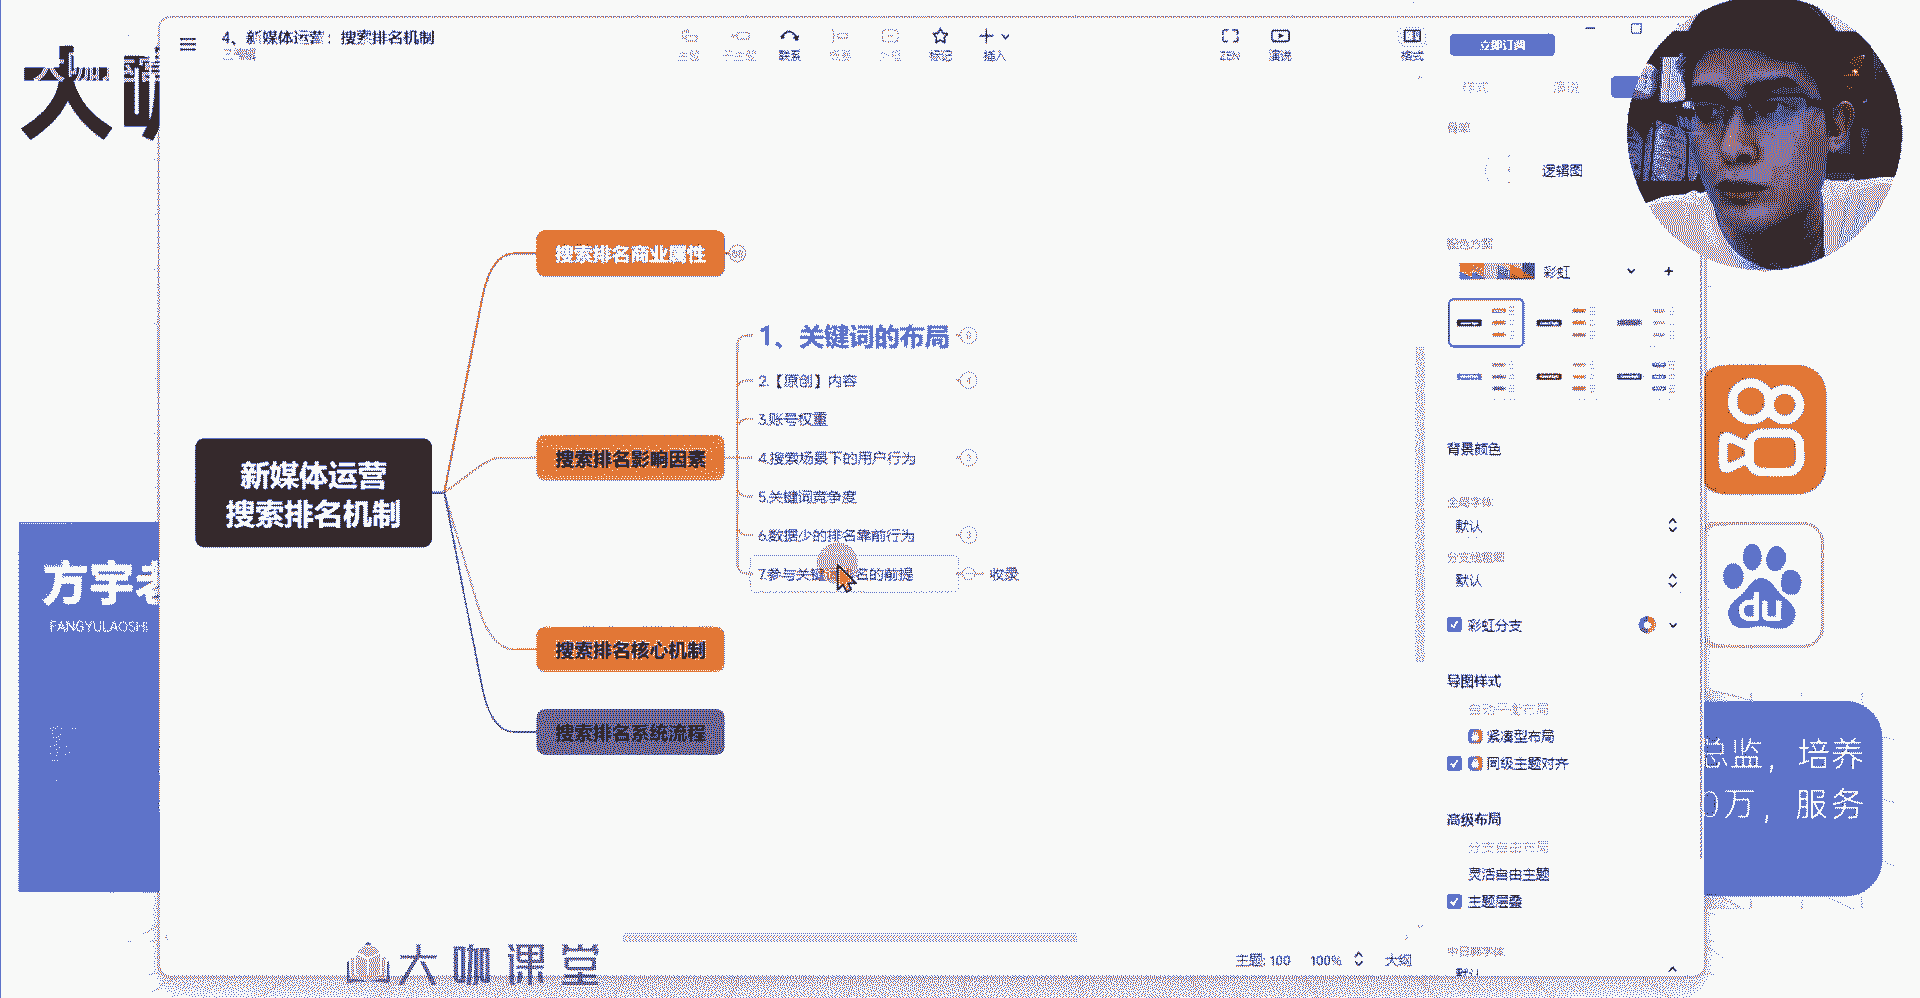 4、新媒体运营：搜索排名机制
已编辑
主题
子主题
联系
概要
外框
标记
插入
ZEN
演说
格式
立即订阅
样式
演说
骨架
逻辑图
配色方案
彩虹
背景颜色
全局字体
默认
分支线粗细
默认
彩虹分支
导图样式
自动平衡布局
紧凑型布局
同级主题对齐
高级布局
分支自由布局
灵活自由主题
主题层叠
中日韩字体
默认
新媒体运营
搜索排名机制
搜索排名商业属性
搜索排名影响因素
1、关键词的布局
2.【原创】内容
4
3.账号权重
4.搜索场景下的用户行为
3
5.关键词竞争度
6.数据少的排名靠前行为
3
7.参与关键
名的前提
收录
搜索排名核心机制
搜索排名系统流程
主题: 100
100%
大纲
大咖课堂
大
方宇老
FANGYULAOSHI
du
总监，培养
0万，服务